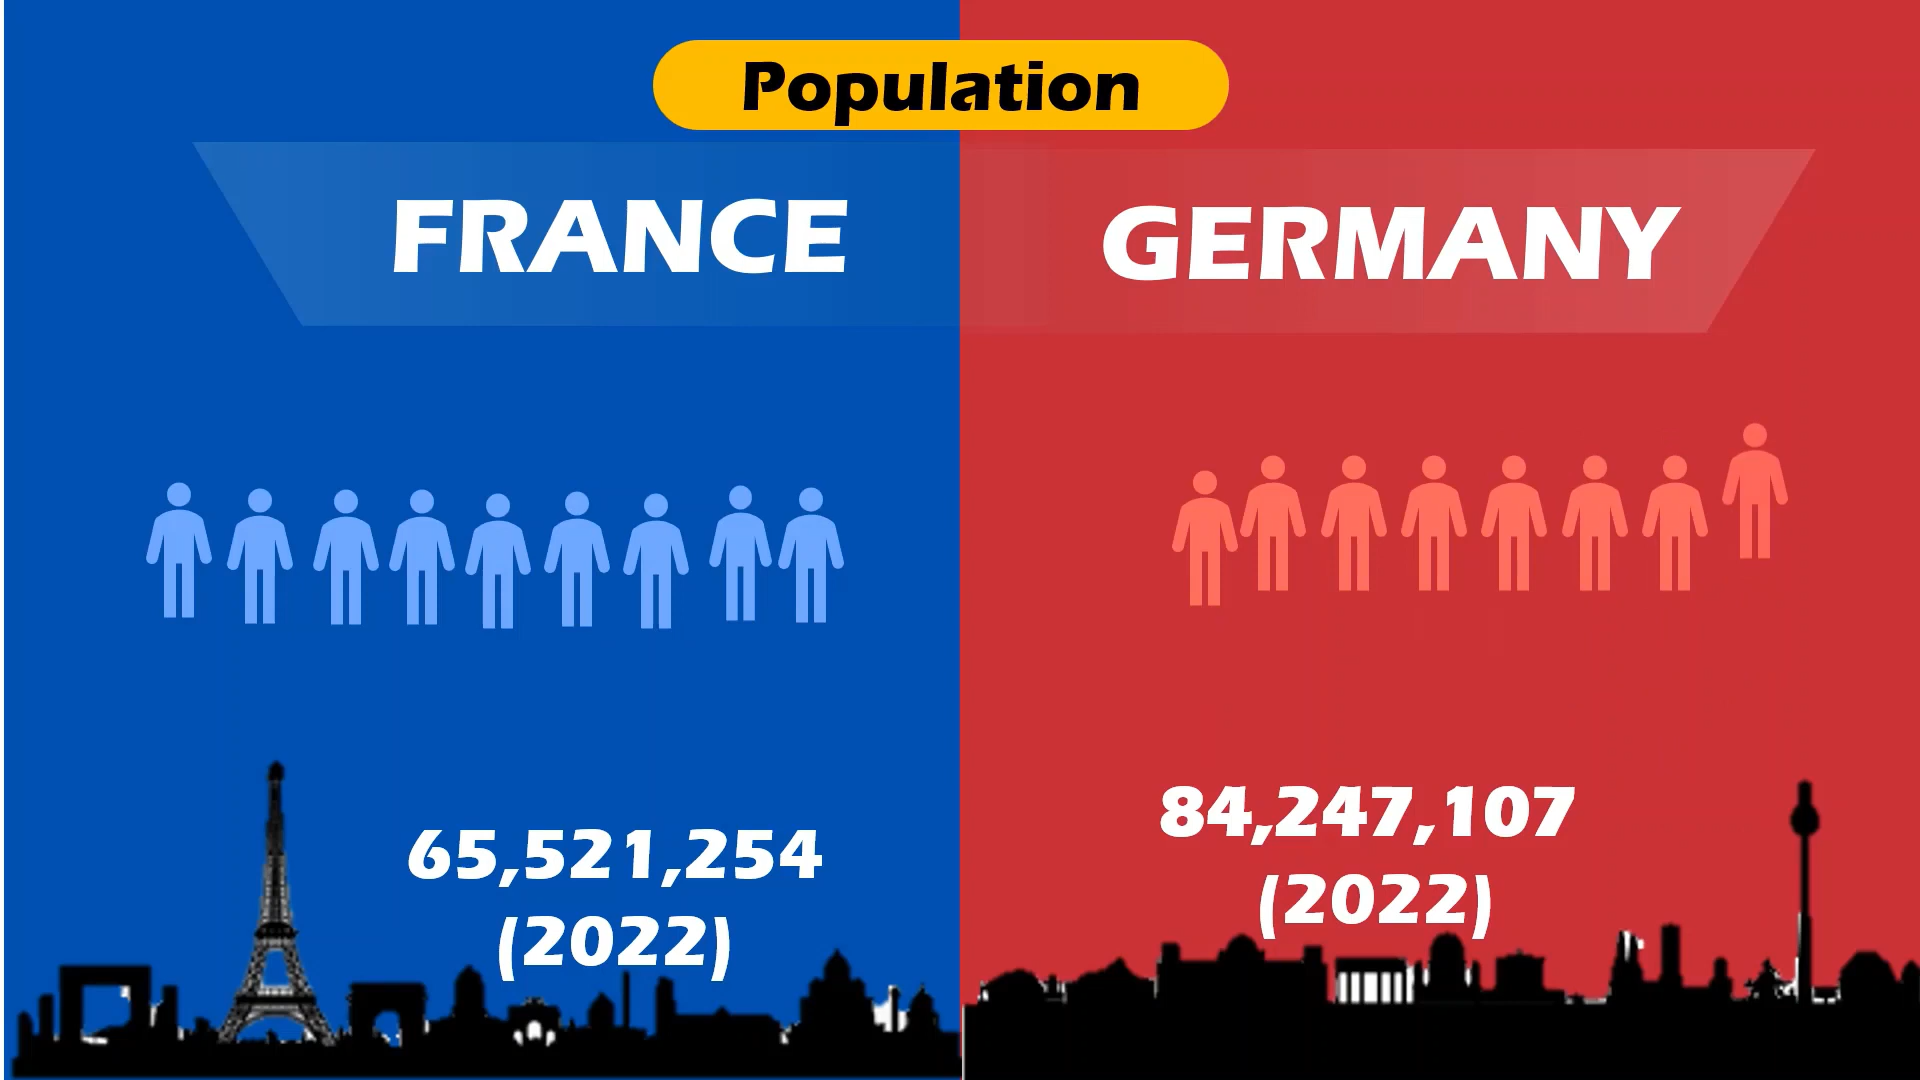 Population
FRANCE
GERMANY
65,521,254
(2022)
84,247,107
(2022)